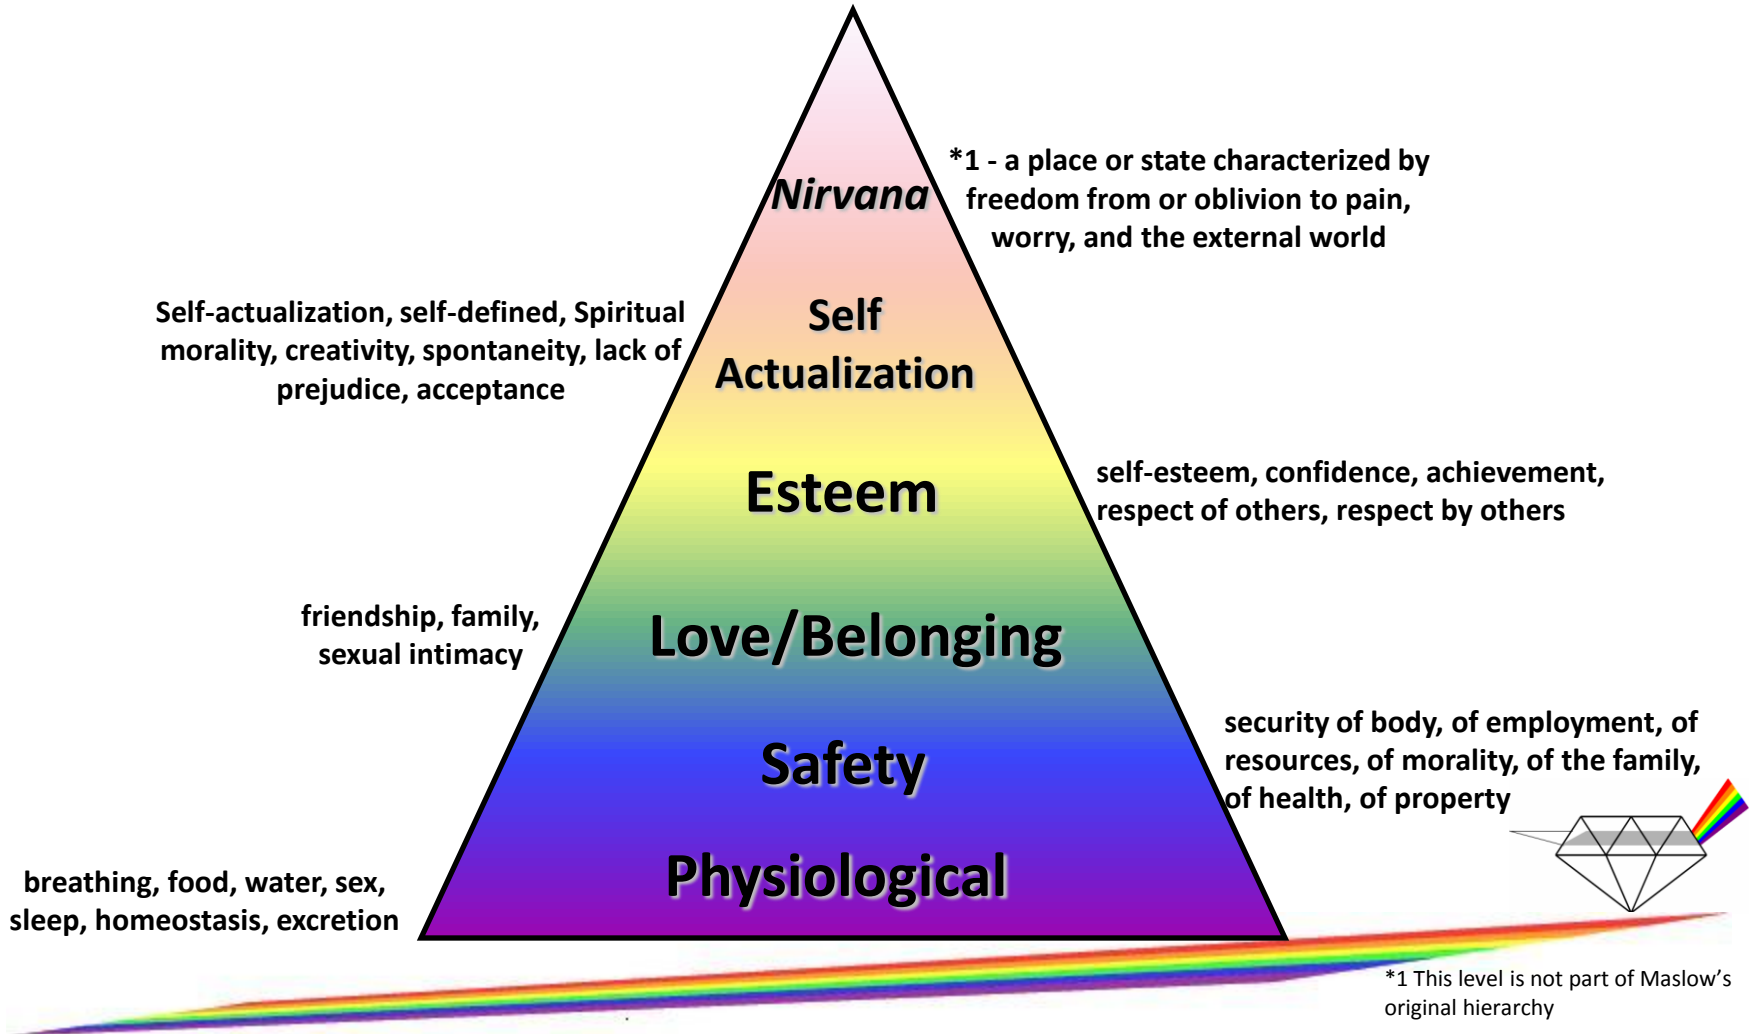 *1 - a place or state characterized by
freedom from or oblivion to pain,
worry, and the external world
Nirvana
Self-actualization, self-defined, Spiritual
morality, creativity, spontaneity, lack of
prejudice, acceptance
Self
Actualization
Esteem
self-esteem, confidence, achievement,
respect of others, respect by others
friendship, family,
sexual intimacy
Love/Belonging
Safety
security of body, of employment, of
resources, of morality, of the family,
of health, of property
Physiological
breathing, food, water, sex,
sleep, homeostasis, excretion
*1 This level is not part of Maslow’s
original hierarchy